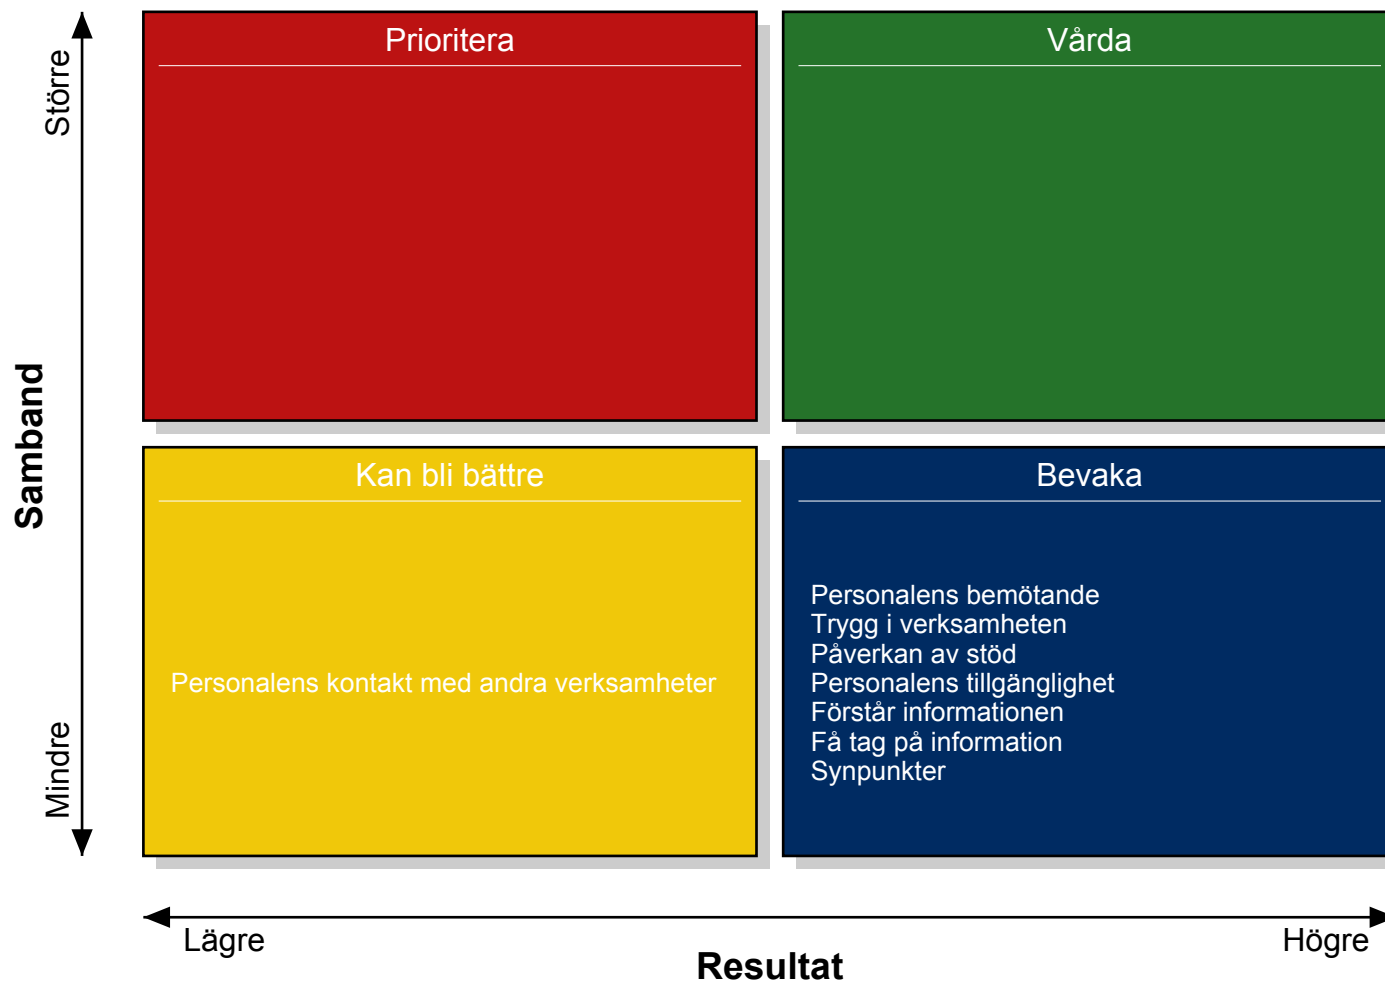 Prioritera
Vårda
Större
Samband
Mindre
Kan bli bättre
Personalens kontakt med andra verksamheter
Bevaka
Personalens bemötande
Trygg i verksamheten
Påverkan av stöd
Personalens tillgänglighet
Förstår informationen
Få tag på information
Synpunkter
Lägre
Högre
Resultat